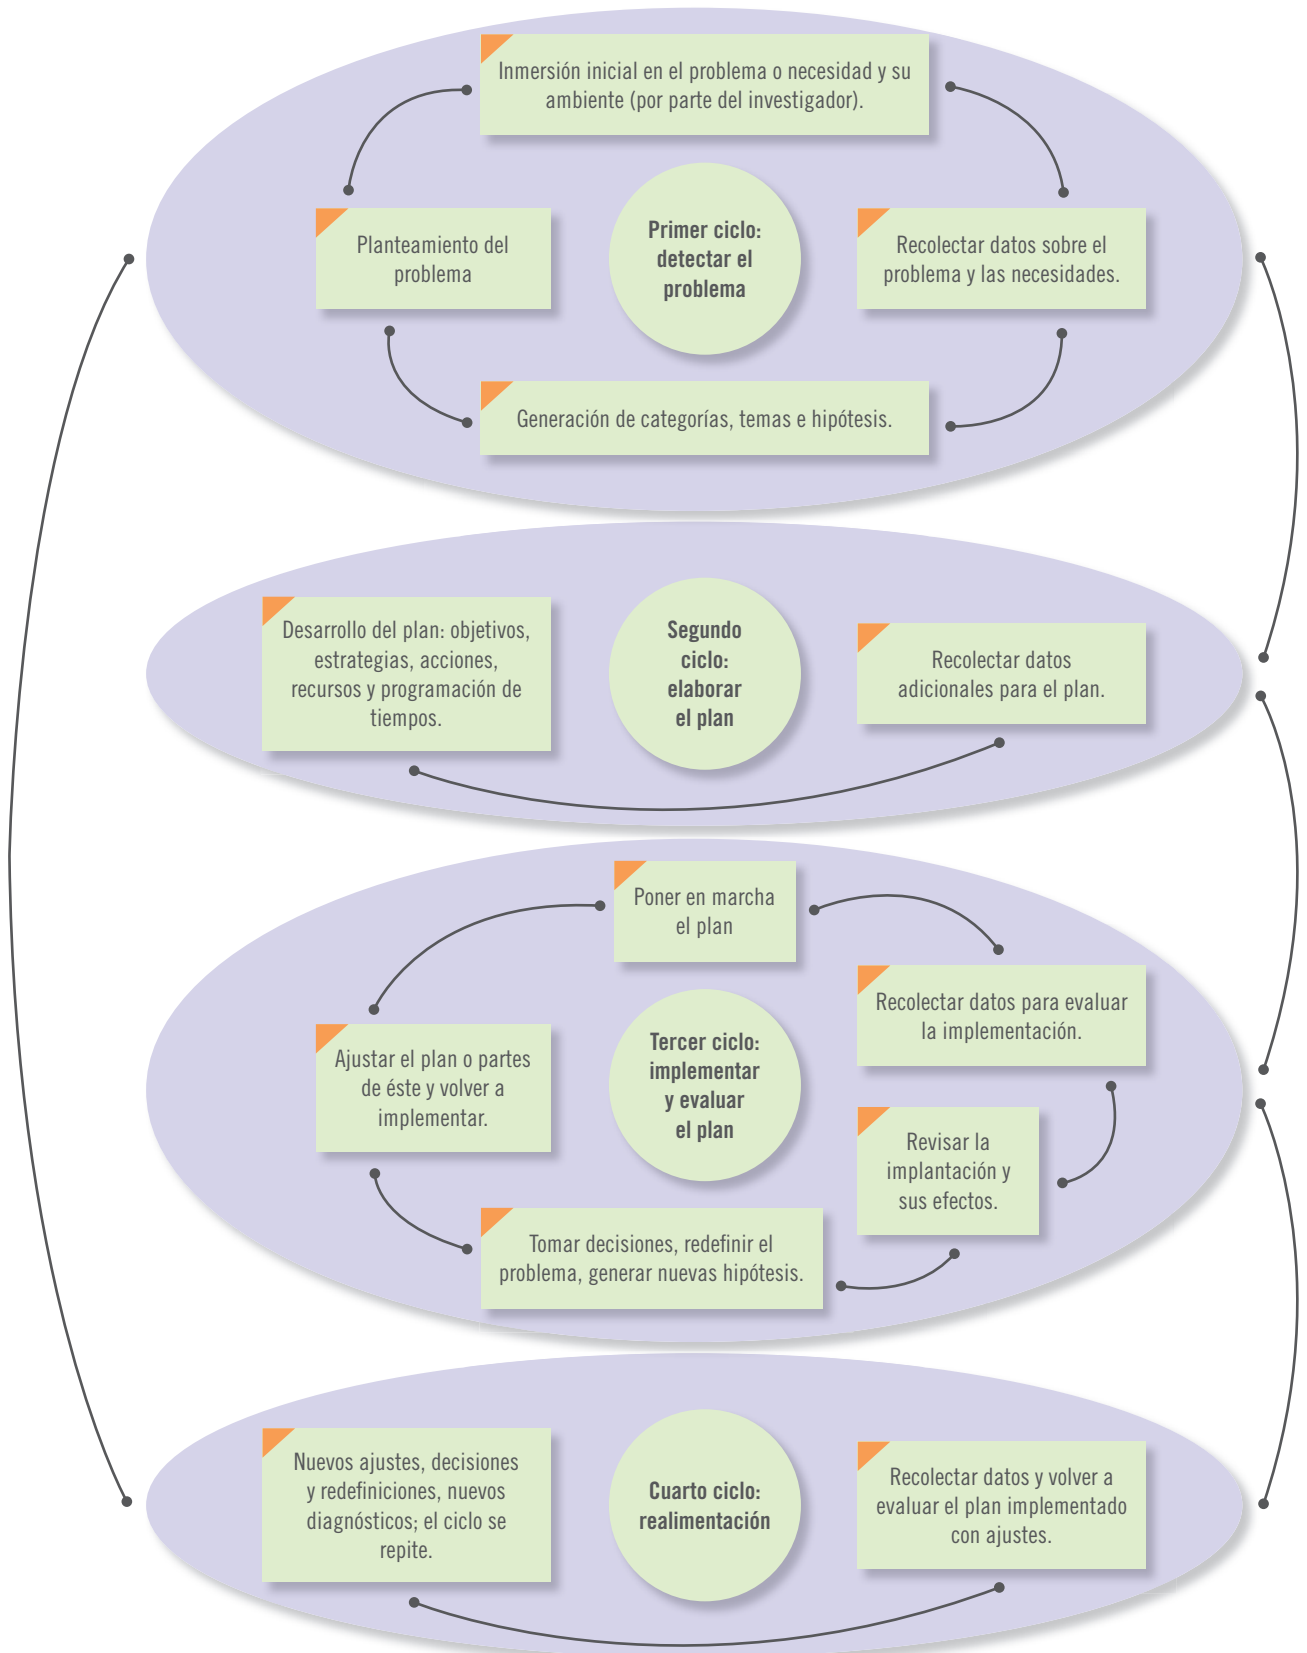 Inmersión inicial en el problema o necesidad y su
ambiente (por parte del investigador).
Planteamiento del
problema
Primer ciclo:
detectar el
problema
Recolectar datos sobre el
problema y las necesidades.
Generación de categorías, temas e hipótesis.
Desarrollo del plan: objetivos,
estrategias, acciones,
recursos y programación de
tiempos.
Segundo
ciclo:
elaborar
el plan
Recolectar datos
adicionales para el plan.
Poner en marcha
el plan
Recolectar datos para evaluar
la implementación.
Ajustar el plan o partes
de éste y volver a
implementar.
Tercer ciclo:
implementar
y evaluar
el plan
Revisar la
implantación y
sus efectos.
Tomar decisiones, redefinir el
problema, generar nuevas hipótesis.
Nuevos ajustes, decisiones
y redefiniciones, nuevos
diagnósticos; el ciclo se
repite.
Cuarto ciclo:
realimentación
Recolectar datos y volver a
evaluar el plan implementado
con ajustes.